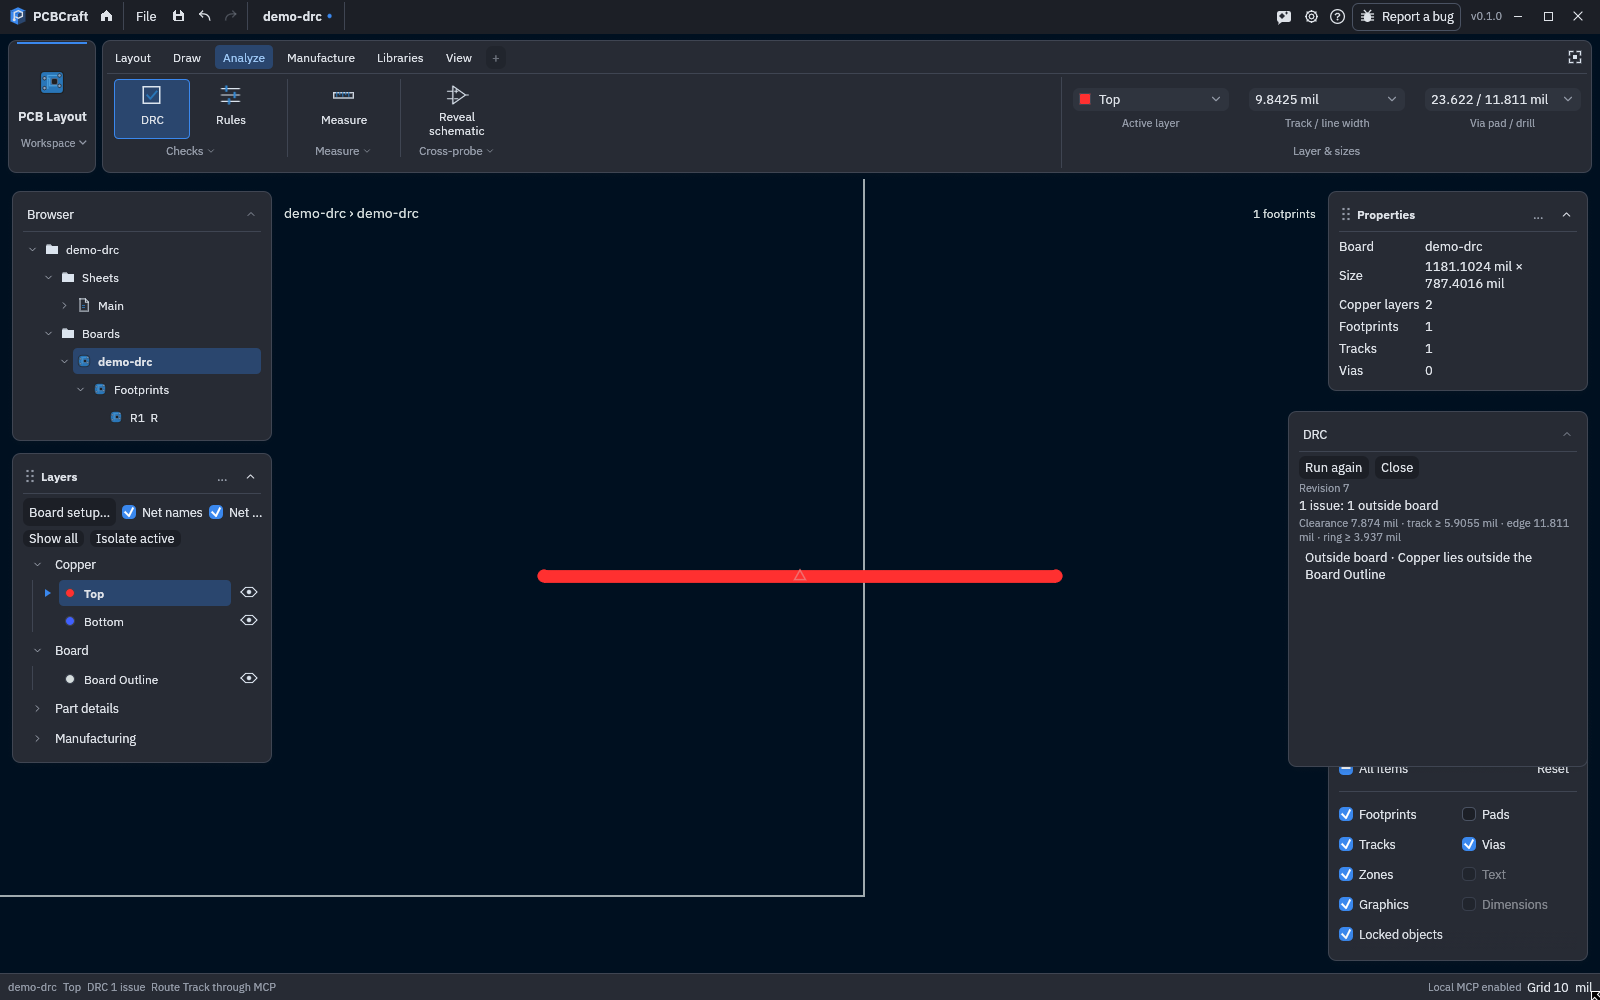 PCBCraft File demo-drc Report a bug v0.1.0
Layout Draw Analyze Manufacture Libraries View +
PCB Layout
Workspace
DRC Rules Measure Reveal schematic
Checks Measure Cross-probe
Top 9.8425 mil 23.622 / 11.811 mil
Active layer Track / line width Via pad / drill
Layer & sizes
Browser
demo-drc
Sheets
Main
Boards
demo-drc
Footprints
R1 R
demo-drc › demo-drc
1 footprints
Layers ...
Board setup... Net names Net ...
Show all Isolate active
Copper
Top
Bottom
Board
Board Outline
Part details
Manufacturing
Properties ...
Board demo-drc
Size 1181.1024 mil ×
787.4016 mil
Copper layers 2
Footprints 1
Tracks 1
Vias 0
DRC
Run again Close
Revision 7
1 issue: 1 outside board
Clearance 7.874 mil · track ≥ 5.9055 mil · edge 11.811
mil · ring ≥ 3.937 mil
Outside board · Copper lies outside the
Board Outline
All items Reset
Footprints Pads
Tracks Vias
Zones Text
Graphics Dimensions
Locked objects
demo-drc Top DRC 1 issue Route Track through MCP
Local MCP enabled Grid 10 mil